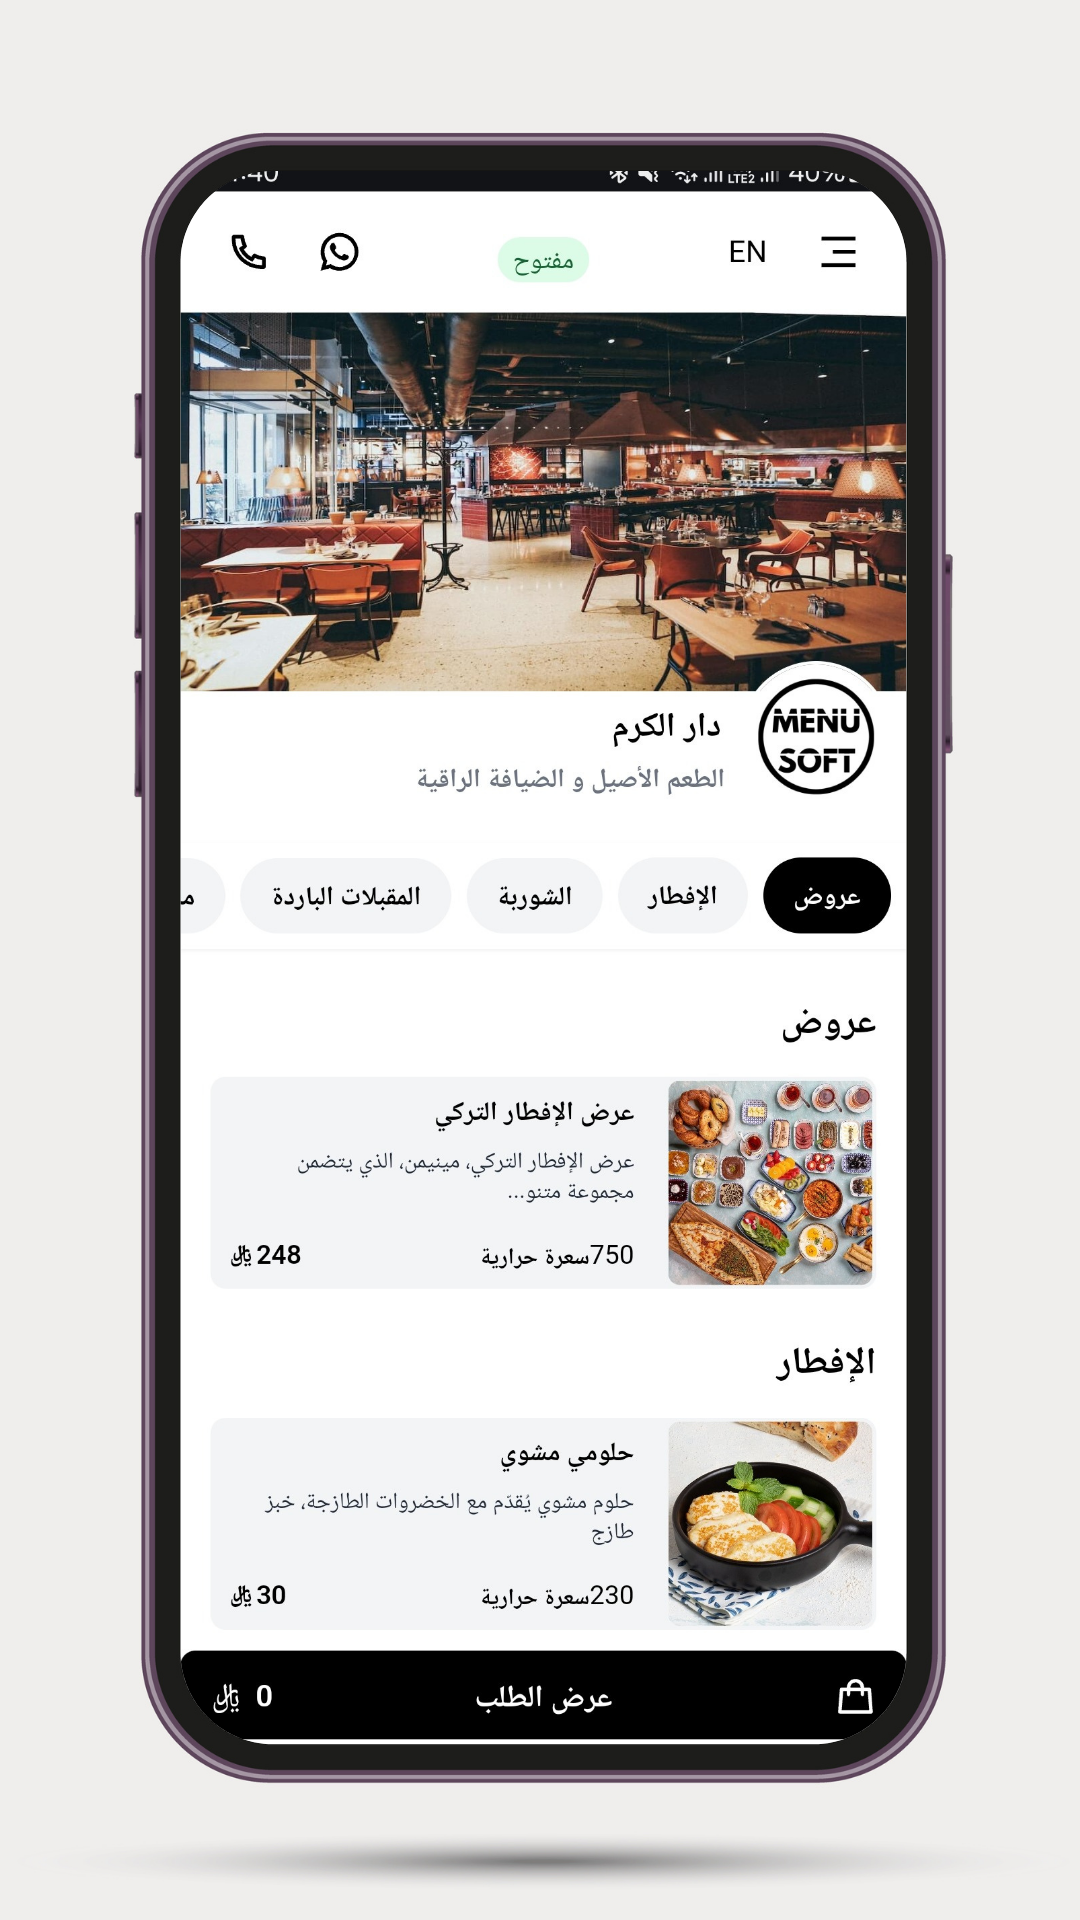 LTE2
EN
مفتوح
MENU
SOFT
دار الكرم
الطعم الأصيل و الضيافة الراقية
عروض
الإفطار
الشوربة
المقبلات الباردة
عروض
عرض الإفطار التركي
عرض الإفطار التركي، مينيمن، الذي يتضمن
مجموعة متنو...
750سعرة حرارية
248 ﷼
الإفطار
حلومي مشوي
حلوم مشوي يُقدّم مع الخضروات الطازجة، خبز
طازج
230سعرة حرارية
30 ﷼
عرض الطلب
0 ﷼